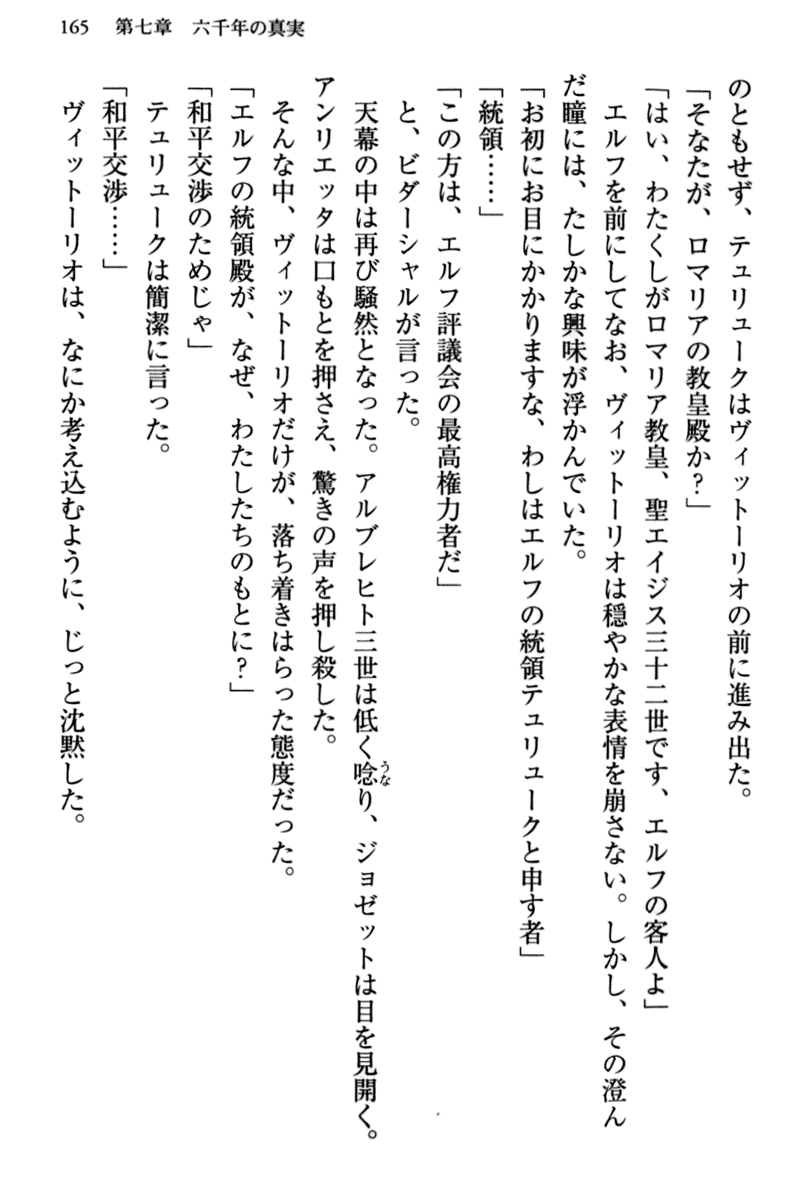 165　第七章　六千年の真実
のともせず、テュリュークはヴィットーリオの前に進み出た。
「そなたが、ロマリアの教皇殿か？」
「はい、わたくしがロマリア教皇、聖エイジス三十二世です、エルフの客人よ」
エルフを前にしてなお、ヴィットーリオは穏やかな表情を崩さない。しかし、その澄ん
だ瞳には、たしかな興味が浮かんでいた。
「お初にお目にかかりますな、わしはエルフの統領テュリュークと申す者」
「統領……」
「この方は、エルフ評議会の最高権力者だ」
と、ビダーシャルが言った。
天幕の中は再び騒然となった。アルブレヒト三世は低く唸り、ジョゼットは目を見開く。
うな
アンリエッタは口もとを押さえ、驚きの声を押し殺した。
そんな中、ヴィットーリオだけが、落ち着きはらった態度だった。
「エルフの統領殿が、なぜ、わたしたちのもとに？」
「和平交渉のためじゃ」
テュリュークは簡潔に言った。
「和平交渉……」
ヴィットーリオは、なにか考え込むように、じっと沈黙した。